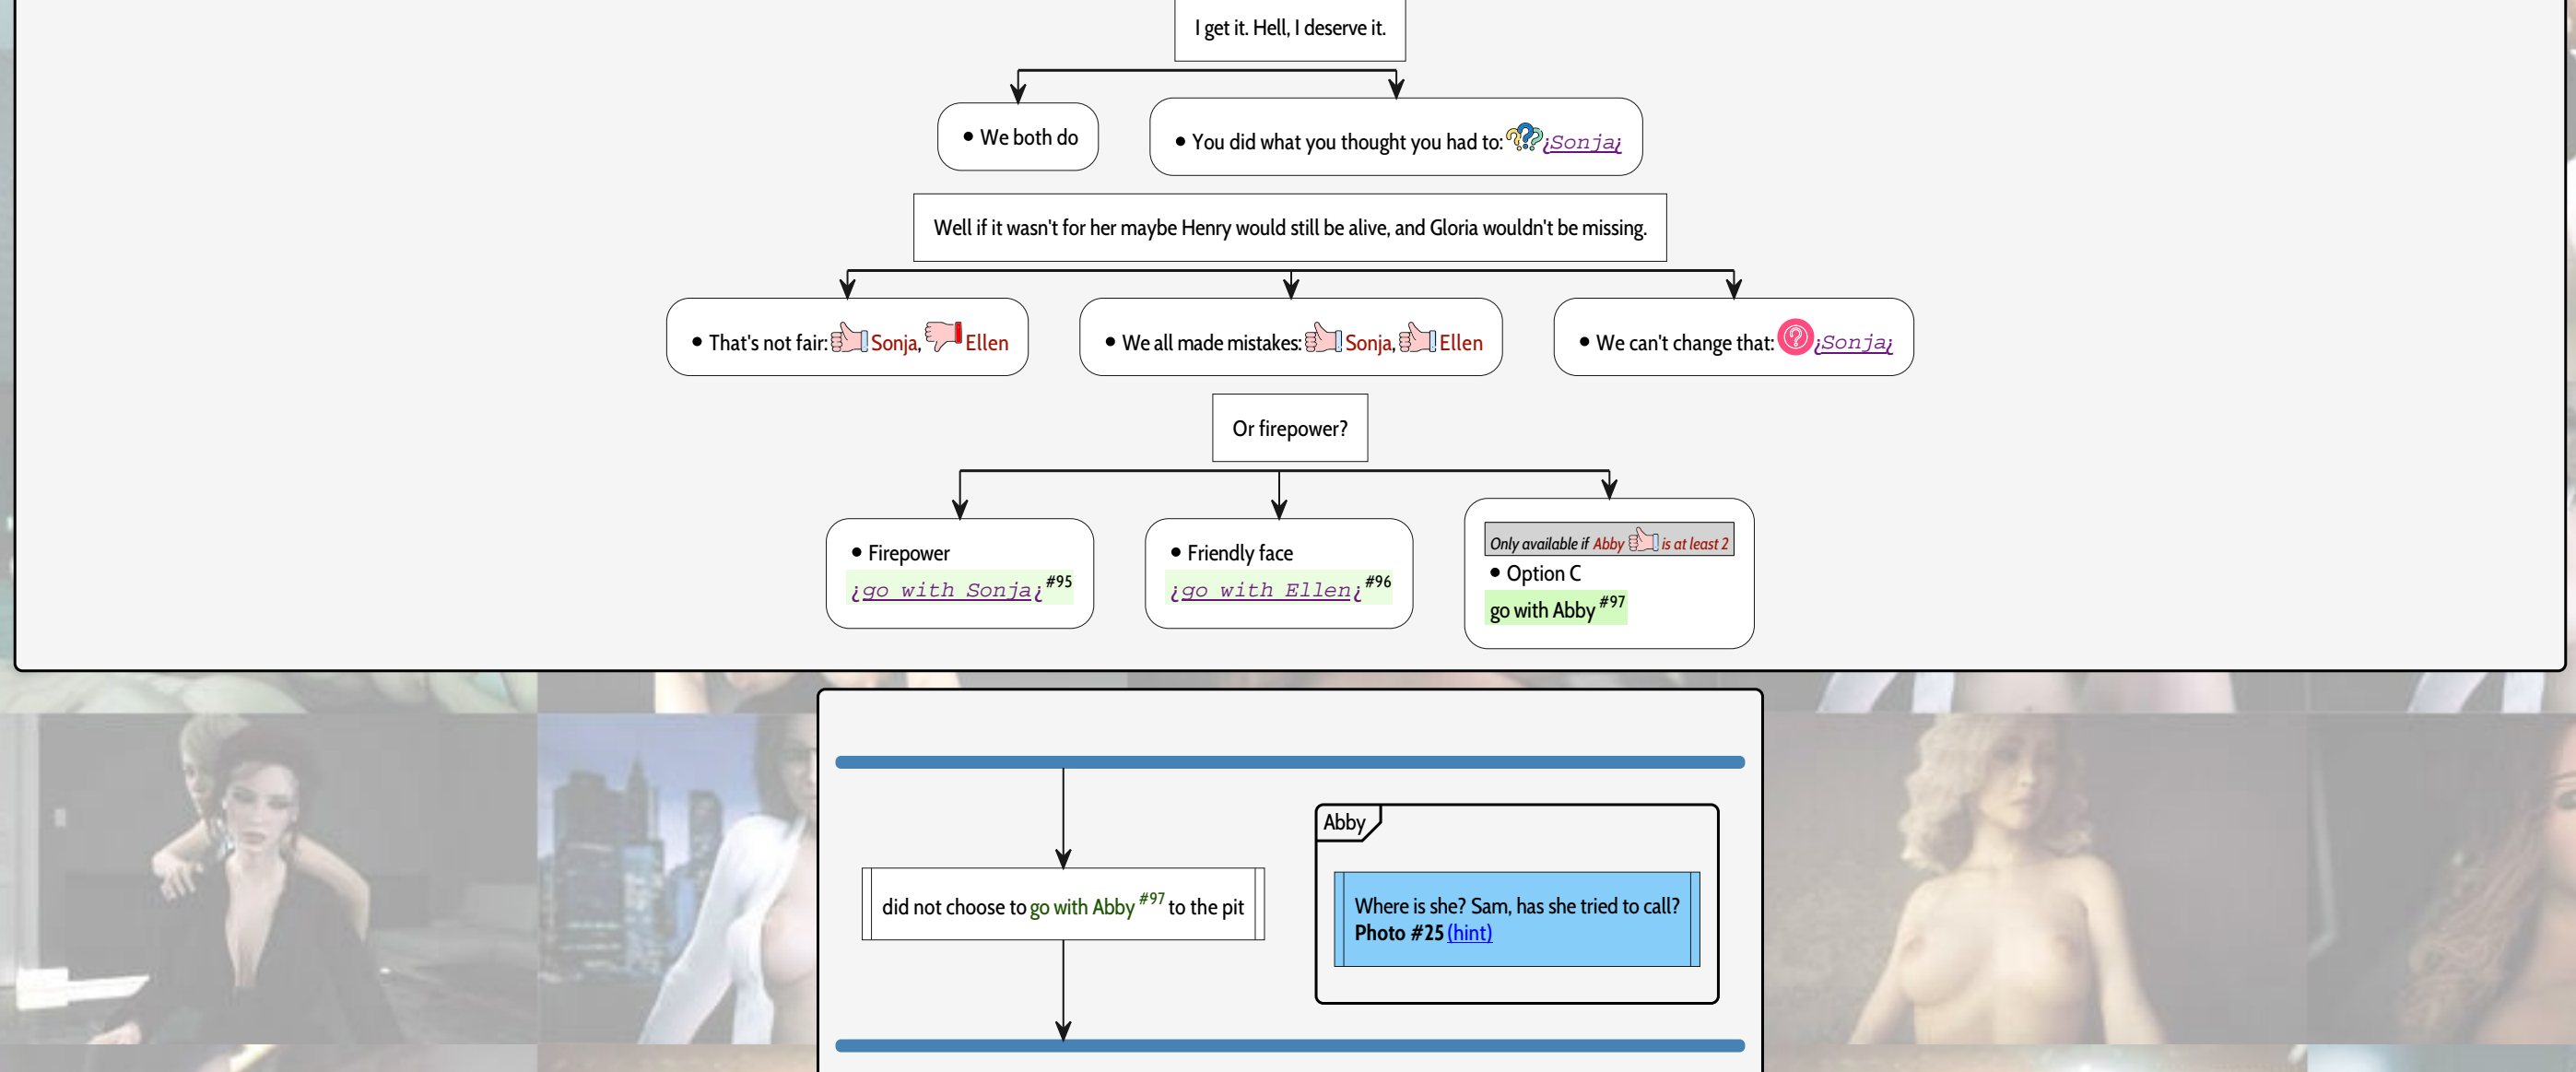 I get it. Hell, I deserve it.
• We both do
• You did what you thought you had to: ¿Sonja¿
Well if it wasn't for her maybe Henry would still be alive, and Gloria wouldn't be missing.
• That's not fair: Sonja, Ellen
• We all made mistakes: Sonja, Ellen
• We can't change that: ¿Sonja¿
Or firepower?
• Firepower
¿go with Sonja¿ #95
• Friendly face
¿go with Ellen¿ #96
Only available if Abby is at least 2
• Option C
go with Abby #97
did not choose to go with Abby #97 to the pit
Abby
Where is she? Sam, has she tried to call?
Photo #25 (hint)